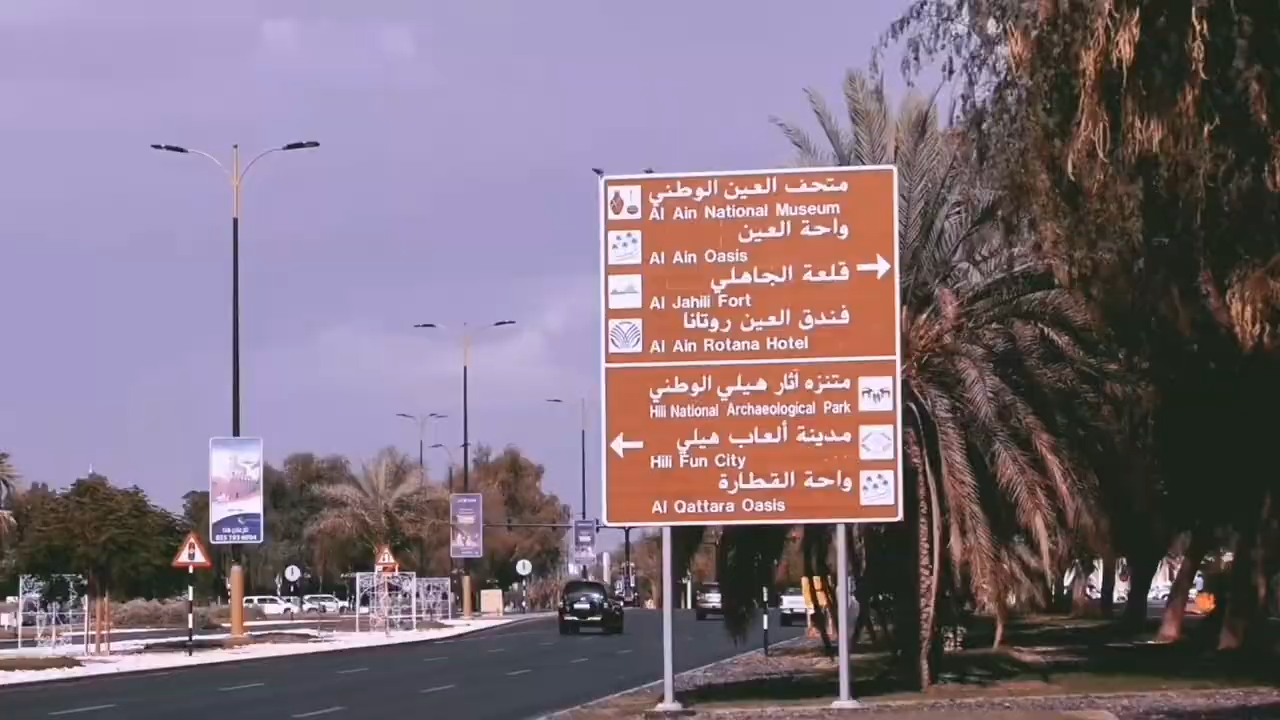 متحف العين الوطني
Al Ain National Museum
واحة العين
Al Ain Oasis
قلعة الجاهلي
Al Jahili Fort
فندق العين روتانا
Al Ain Rotana Hotel
متنزه آثار هيلي الوطني
Hili National Archaeological Park
مدينة ألعاب هيلي
Hili Fun City
واحة القطارة
Al Qattara Oasis